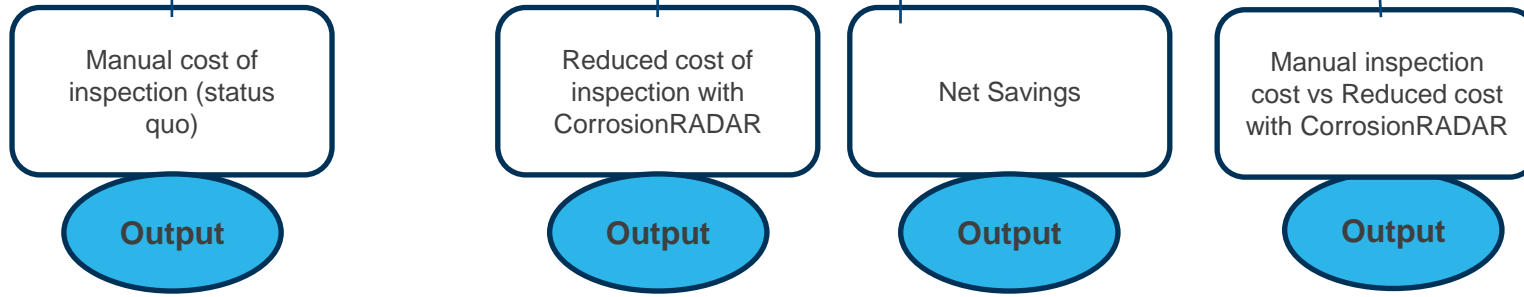 Manual cost of
inspection (status
quo)
Reduced cost of
inspection with
CorrosionRADAR
Net Savings
Manual inspection
cost vs Reduced cost
with CorrosionRADAR
Output
Output
Output
Output